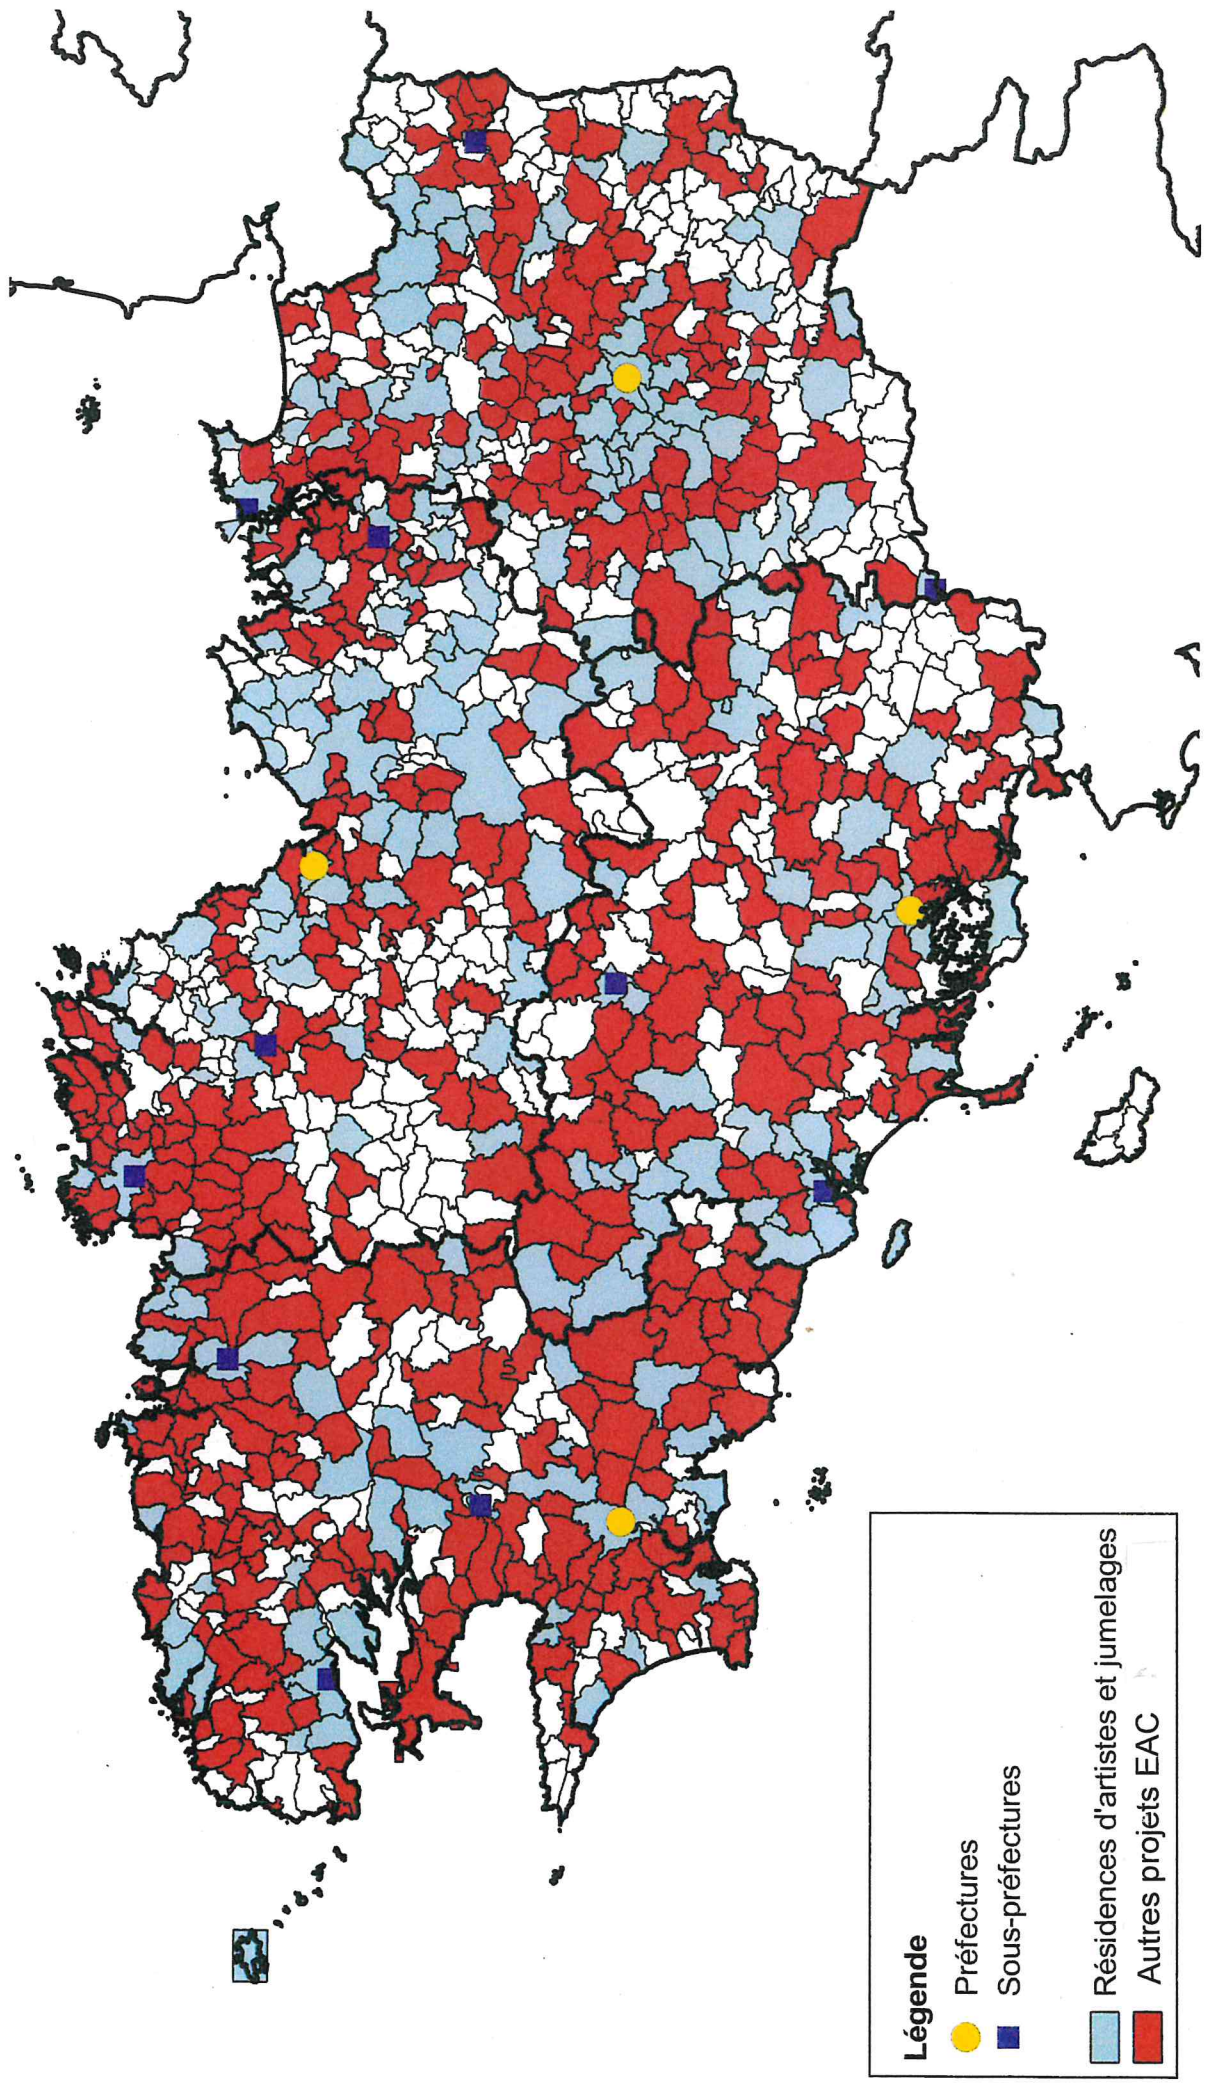 Légende
Préfectures
Sous-préfectures
Résidences d'artistes et jumelages
Autres projets EAC